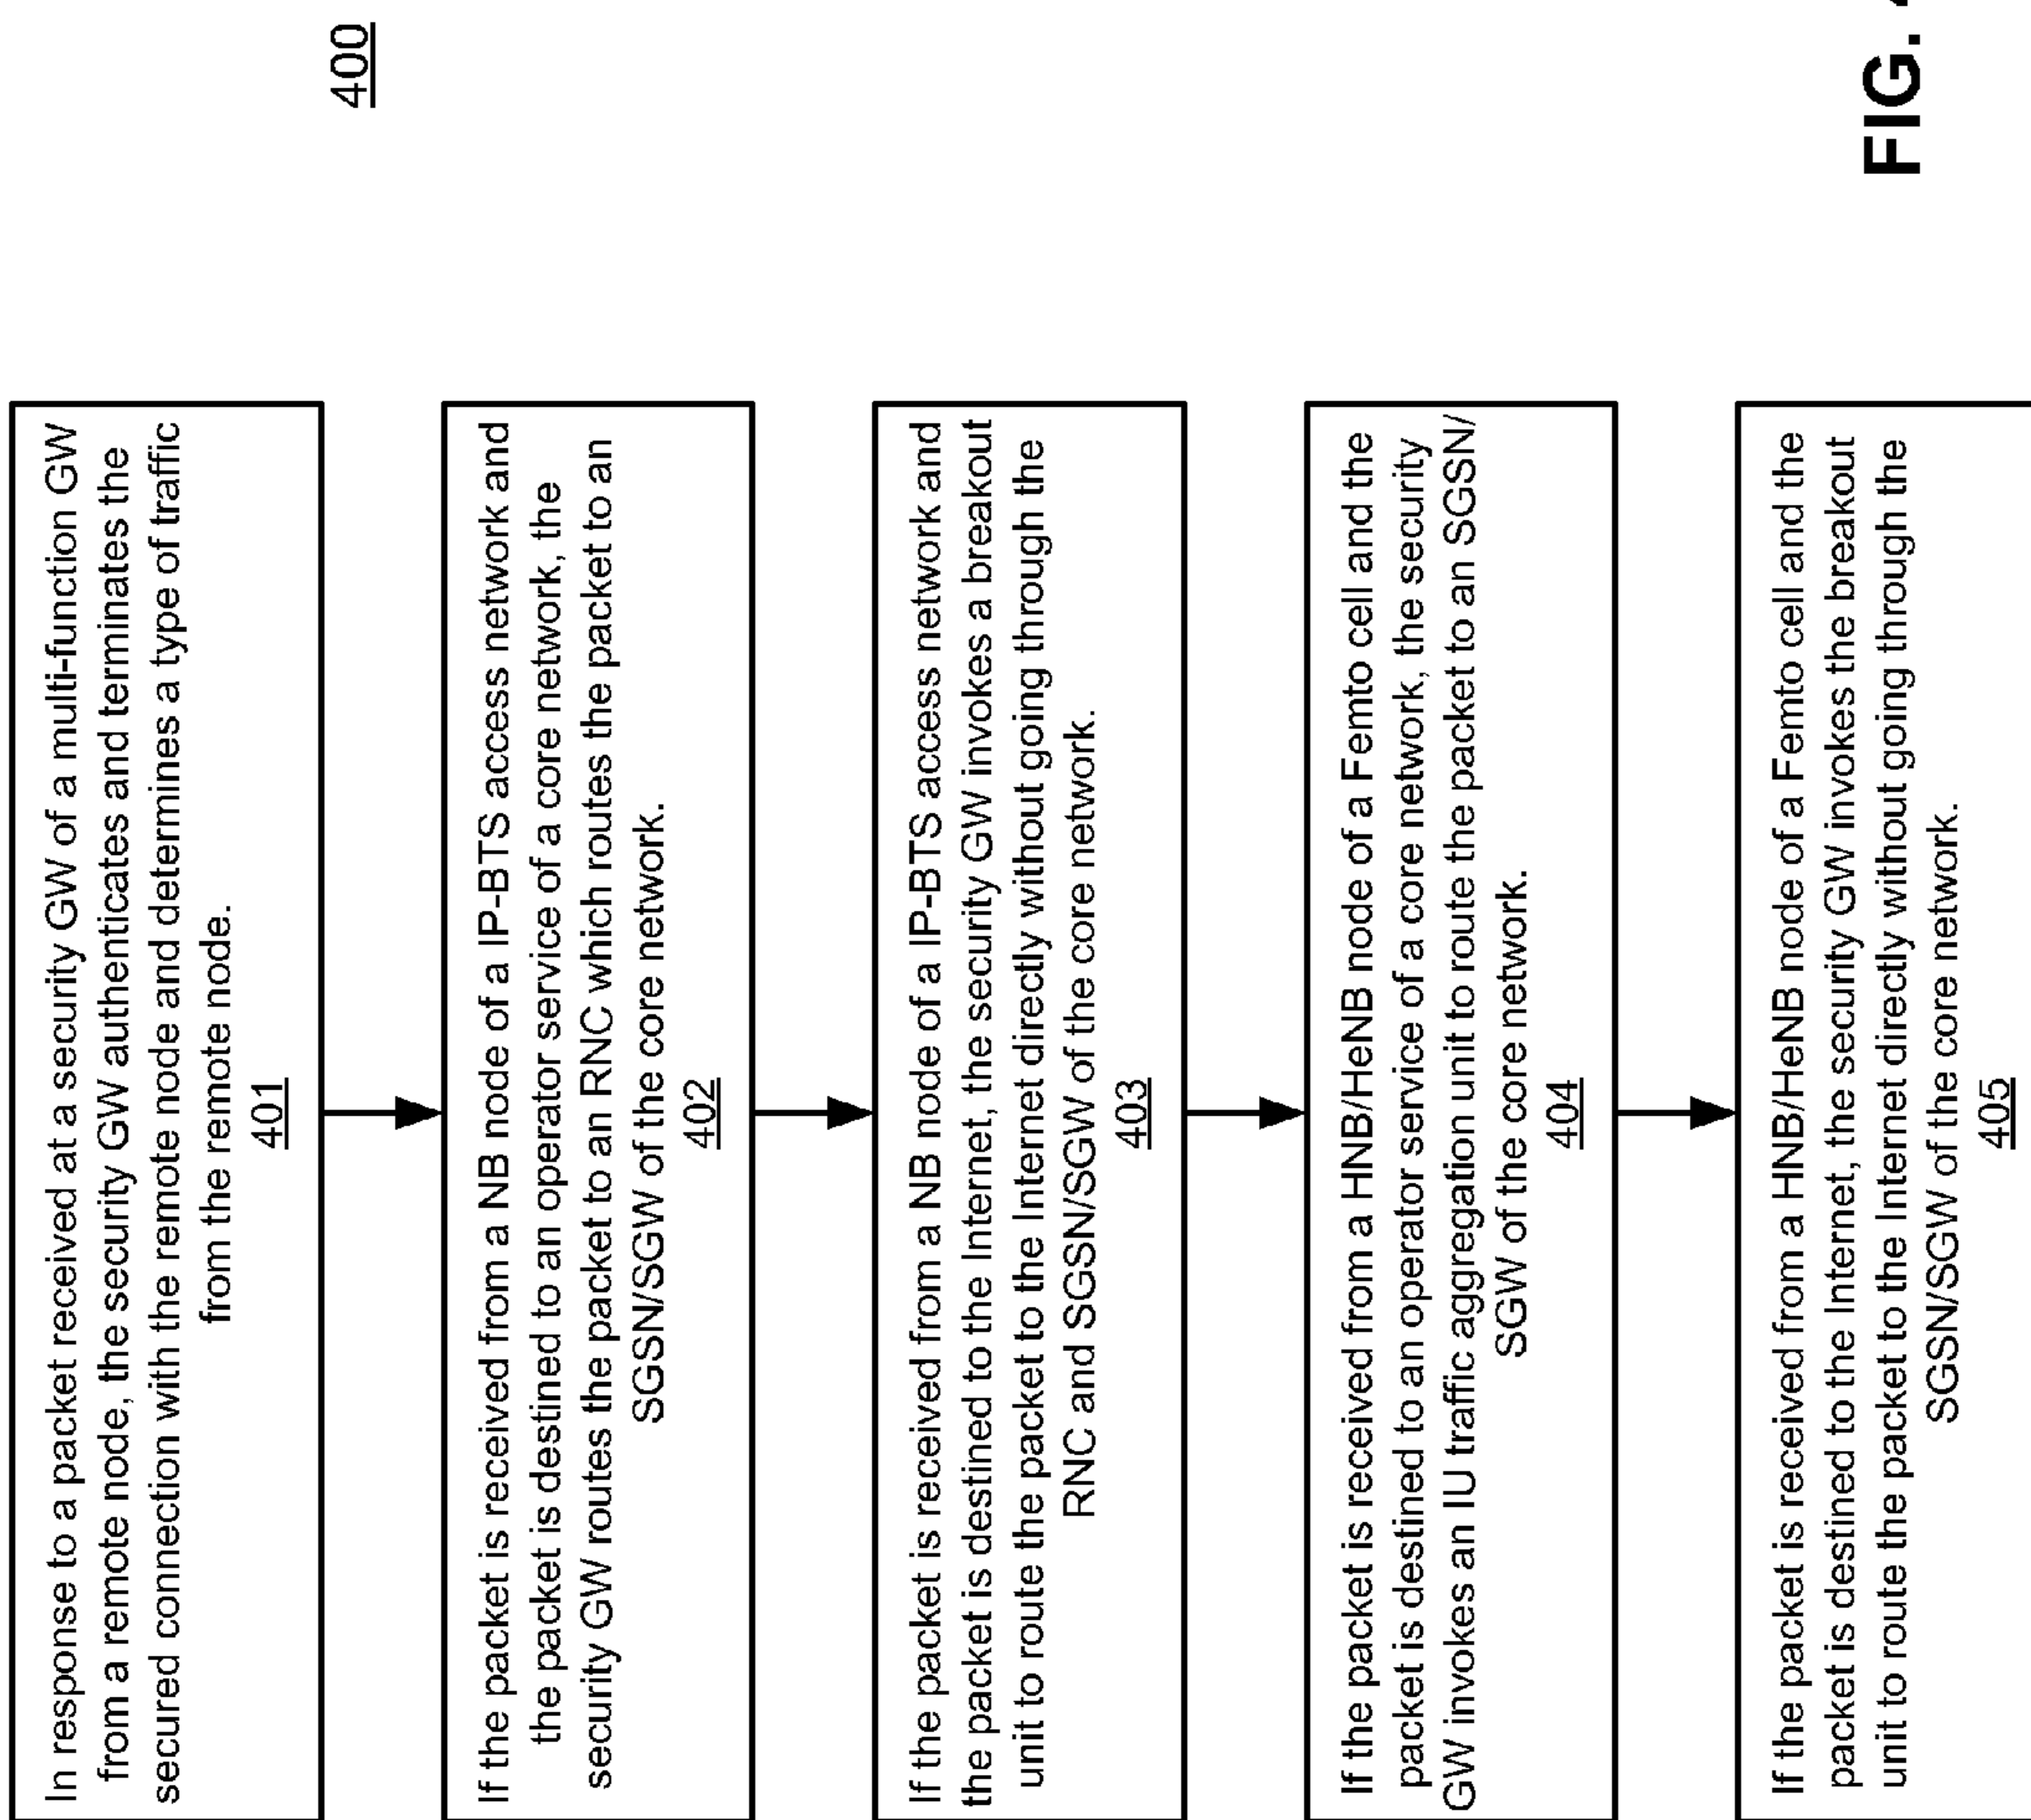 In response to a packet received at a security GW of a multi-function GW
from a remote node, the security GW authenticates and terminates the
secured connection with the remote node and determines a type of traffic
from the remote node.
401
If the packet is received from a NB node of a IP-BTS access network and
the packet is destined to an operator service of a core network, the
security GW routes the packet to an RNC which routes the packet to an
SGSN/SGW of the core network.
402
If the packet is received from a NB node of a IP-BTS access network and
the packet is destined to the Internet, the security GW invokes a breakout
unit to route the packet to the Internet directly without going through the
RNC and SGSN/SGW of the core network.
403
If the packet is received from a HNB/HeNB node of a Femto cell and the
packet is destined to an operator service of a core network, the security
GW invokes an IU traffic aggregation unit to route the packet to an SGSN/
SGW of the core network.
404
If the packet is received from a HNB/HeNB node of a Femto cell and the
packet is destined to the Internet, the security GW invokes the breakout
unit to route the packet to the Internet directly without going through the
SGSN/SGW of the core network.
405
400
FIG.